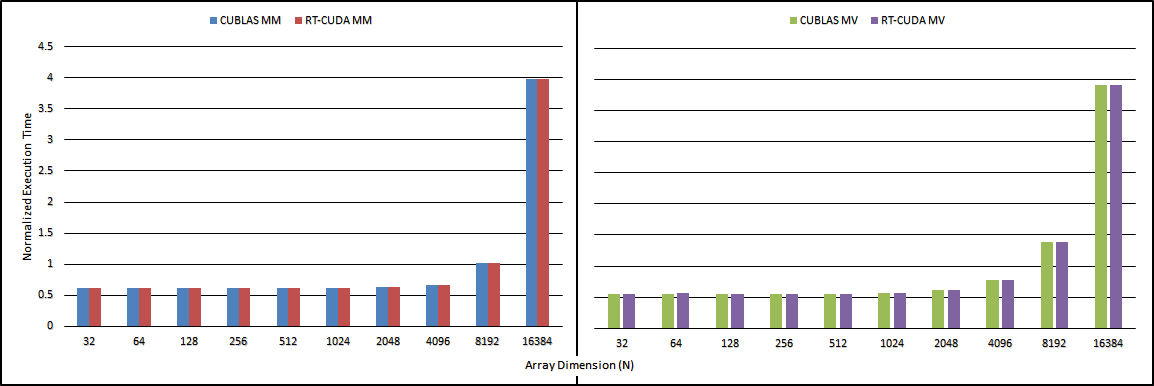 CUBLAS MM RT-CUDA MM
CUBLAS MV RT-CUDA MV
Normalized Execution Time
4.5
4
3.5
3
2.5
2
1.5
1
0.5
0
32 64 128 256 512 1024 2048 4096 8192 16384
32 64 128 256 512 1024 2048 4096 8192 16384
Array Dimension (N)